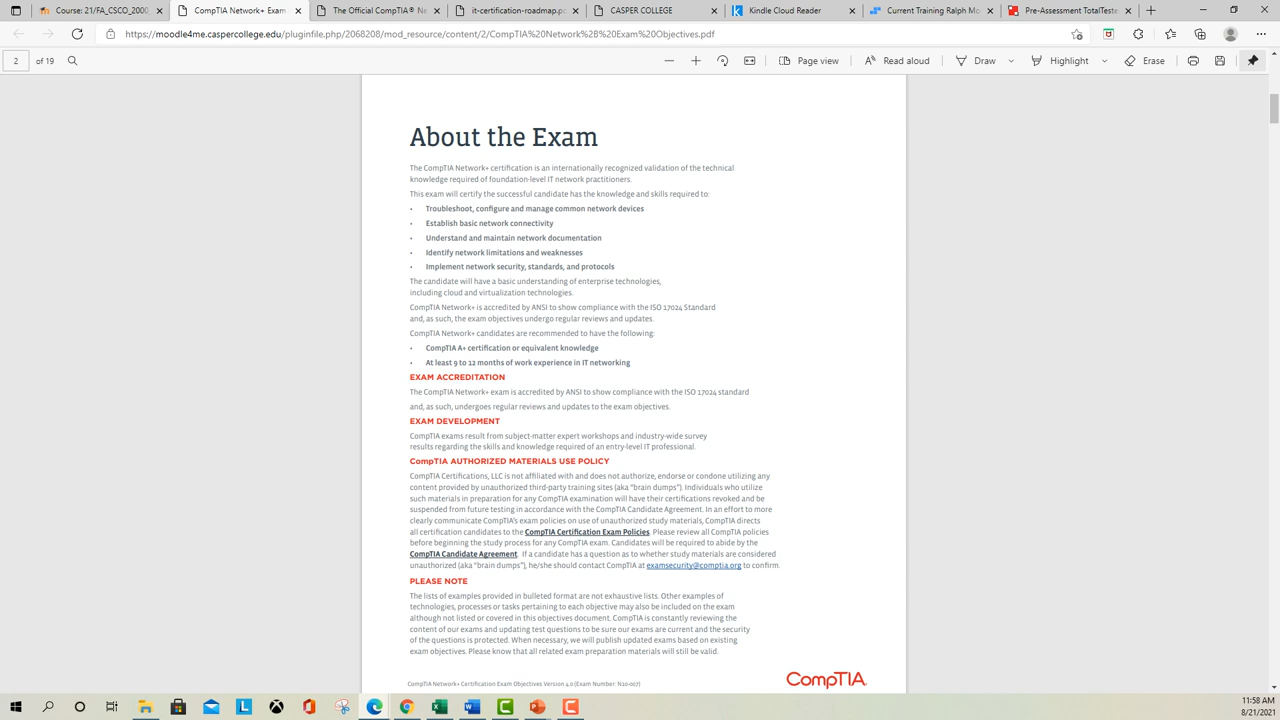 Course: 21/FA_CSCO_2000
CompTIA Network+ Exam
The Official CompTIA® Ne
CompTIA-roadmap.pdf
CASPER COLLEGE
Kindle Cloud Reader
Current Training Ralph Mo
Pre-Assessment TotalTeste
https://moodle4me.caspercollege.edu/pluginfile.php/2068208/mod_resource/content/2/CompTIA%20Network%2B%20Exam%20Objectives.pdf
2 of 19
Page view
Read aloud
Draw
Highlight
Erase
About the Exam
The CompTIA Network+ certification is an internationally recognized validation of the technical
knowledge required of foundation-level IT network practitioners.
This exam will certify the successful candidate has the knowledge and skills required to:
• Troubleshoot, configure and manage common network devices
• Establish basic network connectivity
• Understand and maintain network documentation
• Identify network limitations and weaknesses
• Implement network security, standards, and protocols
The candidate will have a basic understanding of enterprise technologies,
including cloud and virtualization technologies.
CompTIA Network+ is accredited by ANSI to show compliance with the ISO 17024 Standard
and, as such, the exam objectives undergo regular reviews and updates.
CompTIA Network+ candidates are recommended to have the following:
• CompTIA A+ certification or equivalent knowledge
• At least 9 to 12 months of work experience in IT networking
EXAM ACCREDITATION
The CompTIA Network+ exam is accredited by ANSI to show compliance with the ISO 17024 standard
and, as such, undergoes regular reviews and updates to the exam objectives.
EXAM DEVELOPMENT
CompTIA exams result from subject-matter expert workshops and industry-wide survey
results regarding the skills and knowledge required of an entry-level IT professional.
CompTIA AUTHORIZED MATERIALS USE POLICY
CompTIA Certifications, LLC is not affiliated with and does not authorize, endorse or condone utilizing any
content provided by unauthorized third-party training sites (aka “brain dumps”). Individuals who utilize
such materials in preparation for any CompTIA examination will have their certifications revoked and be
suspended from future testing in accordance with the CompTIA Candidate Agreement. In an effort to more
clearly communicate CompTIA’s exam policies on use of unauthorized study materials, CompTIA directs
all certification candidates to the CompTIA Certification Exam Policies. Please review all CompTIA policies
before beginning the study process for any CompTIA exam. Candidates will be required to abide by the
CompTIA Candidate Agreement. If a candidate has a question as to whether study materials are considered
unauthorized (aka “brain dumps”), he/she should contact CompTIA at examsecurity@comptia.org to confirm.
PLEASE NOTE
The lists of examples provided in bulleted format are not exhaustive lists. Other examples of
technologies, processes or tasks pertaining to each objective may also be included on the exam
although not listed or covered in this objectives document. CompTIA is constantly reviewing the
content of our exams and updating test questions to be sure our exams are current and the security
of the questions is protected. When necessary, we will publish updated exams based on existing
exam objectives. Please know that all related exam preparation materials will still be valid.
CompTIA Network+ Certification Exam Objectives Version 4.0 (Exam Number: N10-007)
CompTIA.
11:58 AM
8/21/2021